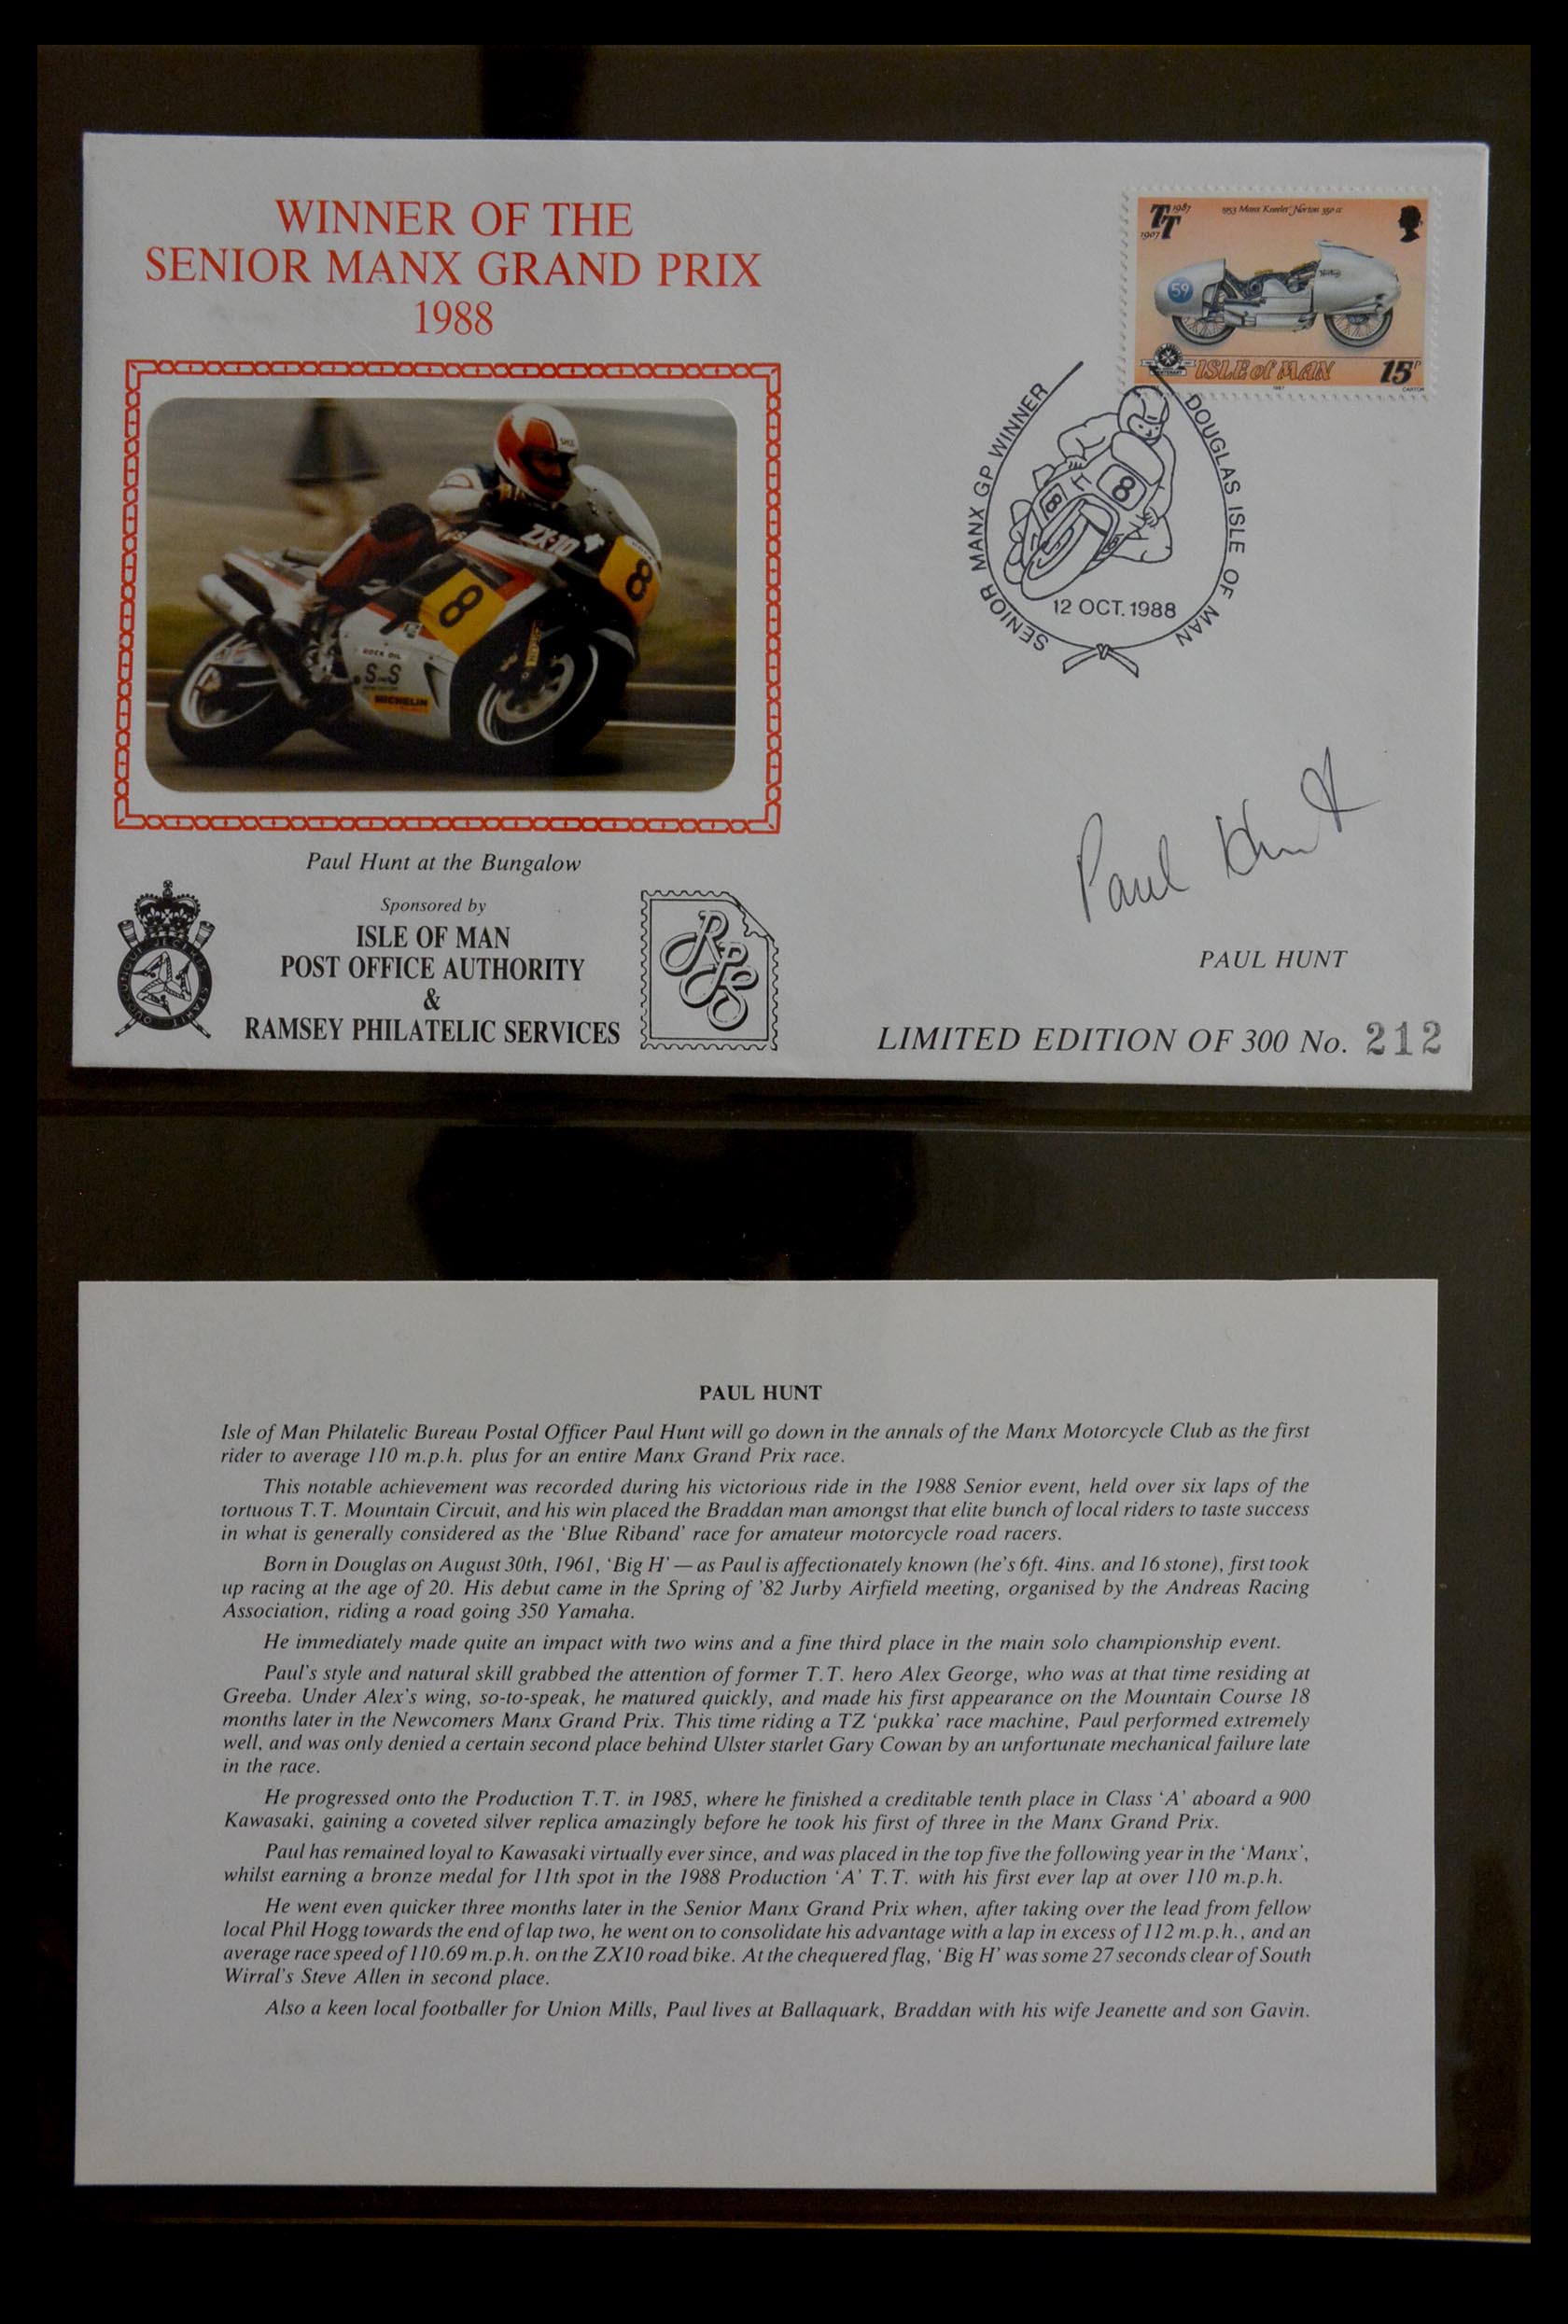 WINNER OF THE
SENIOR MANX GRAND PRIX
1988
TT 1987
1907
1953 Manx Kneeler Norton 350 cc
59
ISLE of MAN
15P
1987
CARTOR
SENIOR MANX GP WINNER
DOUGLAS ISLE OF MAN
8
8
12 OCT. 1988
SHOEI
ZX-10
8
8
ROCK OIL
S AND S
MICHELIN
Paul Hunt at the Bungalow
Sponsored by
ISLE OF MAN
POST OFFICE AUTHORITY
&
RAMSEY PHILATELIC SERVICES
QUOCUNQUE JECERIS STABIT
RPS
Paul Hunt
PAUL HUNT
LIMITED EDITION OF 300 No. 212
PAUL HUNT
Isle of Man Philatelic Bureau Postal Officer Paul Hunt will go down in the annals of the Manx Motorcycle Club as the first
rider to average 110 m.p.h. plus for an entire Manx Grand Prix race.
This notable achievement was recorded during his victorious ride in the 1988 Senior event, held over six laps of the
tortuous T.T. Mountain Circuit, and his win placed the Braddan man amongst that elite bunch of local riders to taste success
in what is generally considered as the ‘Blue Riband’ race for amateur motorcycle road racers.
Born in Douglas on August 30th, 1961, ‘Big H’ — as Paul is affectionately known (he's 6ft. 4ins. and 16 stone), first took
up racing at the age of 20. His debut came in the Spring of '82 Jurby Airfield meeting, organised by the Andreas Racing
Association, riding a road going 350 Yamaha.
He immediately made quite an impact with two wins and a fine third place in the main solo championship event.
Paul's style and natural skill grabbed the attention of former T.T. hero Alex George, who was at that time residing at
Greeba. Under Alex's wing, so-to-speak, he matured quickly, and made his first appearance on the Mountain Course 18
months later in the Newcomers Manx Grand Prix. This time riding a TZ ‘pukka’ race machine, Paul performed extremely
well, and was only denied a certain second place behind Ulster starlet Gary Cowan by an unfortunate mechanical failure late
in the race.
He progressed onto the Production T.T. in 1985, where he finished a creditable tenth place in Class ‘A’ aboard a 900
Kawasaki, gaining a coveted silver replica amazingly before he took his first of three in the Manx Grand Prix.
Paul has remained loyal to Kawasaki virtually ever since, and was placed in the top five the following year in the ‘Manx’,
whilst earning a bronze medal for 11th spot in the 1988 Production ‘A’ T.T. with his first ever lap at over 110 m.p.h.
He went even quicker three months later in the Senior Manx Grand Prix when, after taking over the lead from fellow
local Phil Hogg towards the end of lap two, he went on to consolidate his advantage with a lap in excess of 112 m.p.h., and an
average race speed of 110.69 m.p.h. on the ZX10 road bike. At the chequered flag, ‘Big H’ was some 27 seconds clear of South
Wirral's Steve Allen in second place.
Also a keen local footballer for Union Mills, Paul lives at Ballaquark, Braddan with his wife Jeanette and son Gavin.